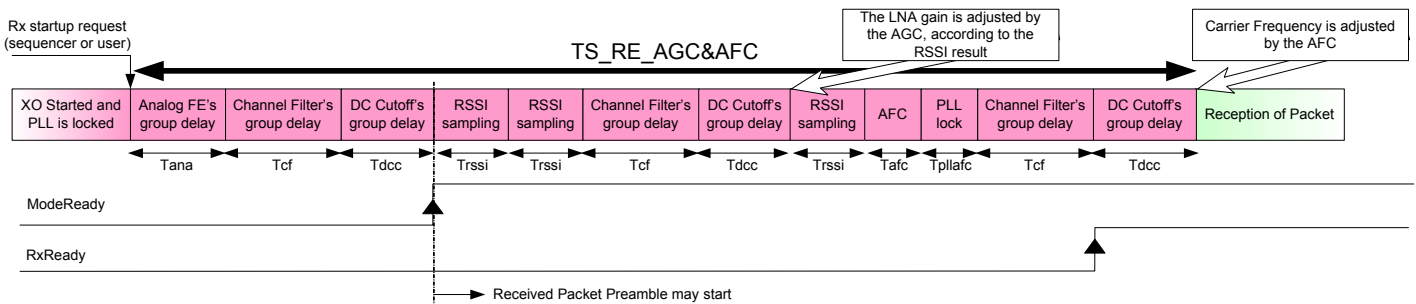 Rx startup request
(sequencer or user)
TS_RE_AGC&AFC
The LNA gain is adjusted by
the AGC, according to the
RSSI result
Carrier Frequency is adjusted
by the AFC
XO Started and
PLL is locked
Analog FE's
group delay
Channel Filter's
group delay
DC Cutoff's
group delay
RSSI
sampling
RSSI
sampling
Channel Filter's
group delay
DC Cutoff's
group delay
RSSI
sampling
AFC
PLL
lock
Channel Filter's
group delay
DC Cutoff's
group delay
Reception of Packet
Tana
Tcf
Tdcc
Trssi
Trssi
Tcf
Tdcc
Trssi
Tafc
Tpllafc
Tcf
Tdcc
ModeReady
RxReady
Received Packet Preamble may start